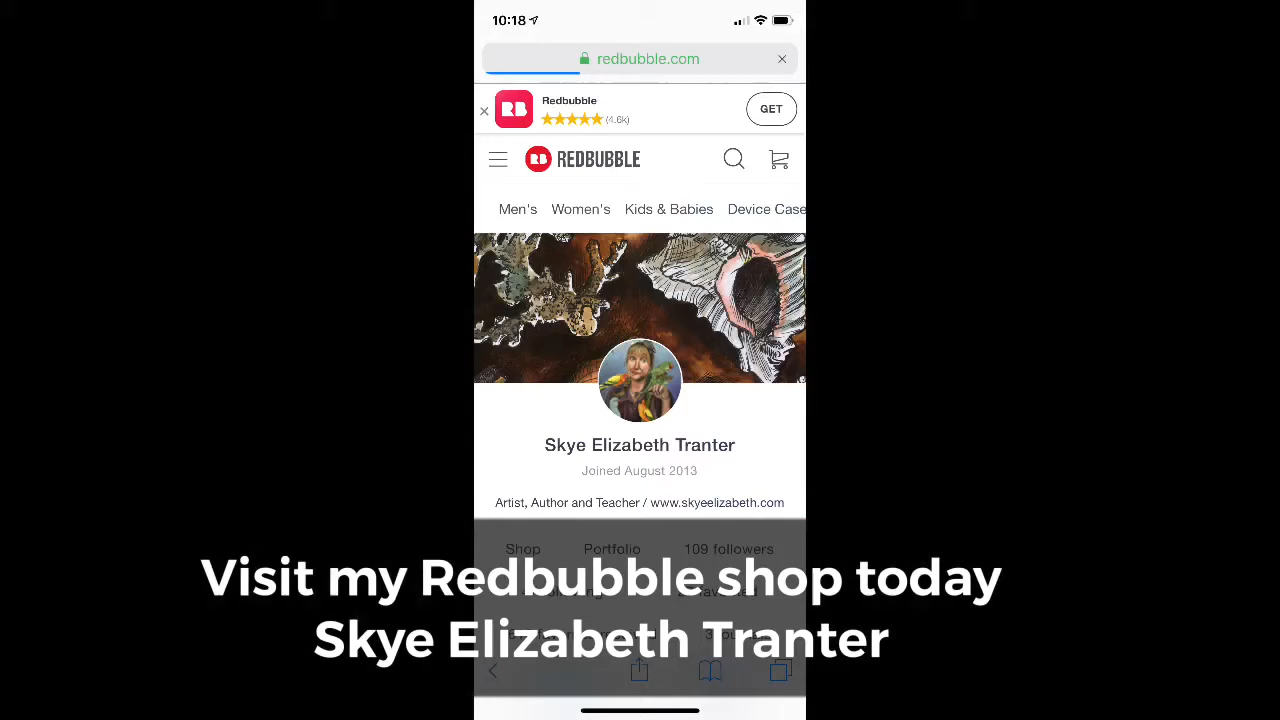 10:18
redbubble.com
Redbubble
(4.6k)
GET
RB
RB REDBUBBLE
Men's Women's Kids & Babies Device Case
Skye Elizabeth Tranter
Joined August 2013
Artist, Author and Teacher / www.skyeelizabeth.com
Shop Portfolio 109 followers
Visit my Redbubble shop today
Skye Elizabeth Tranter